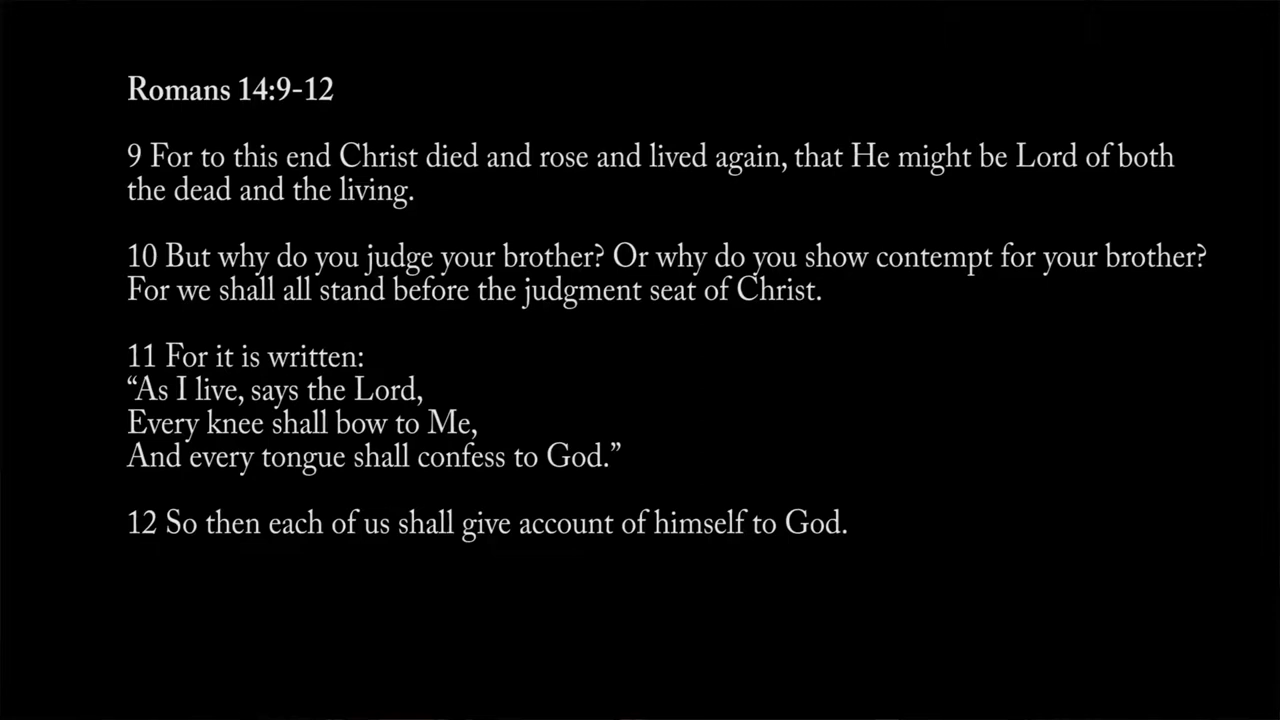 Romans 14:9-12
9 For to this end Christ died and rose and lived again, that He might be Lord of both
the dead and the living.
10 But why do you judge your brother? Or why do you show contempt for your brother?
For we shall all stand before the judgment seat of Christ.
11 For it is written:
“As I live, says the Lord,
Every knee shall bow to Me,
And every tongue shall confess to God.”
12 So then each of us shall give account of himself to God.